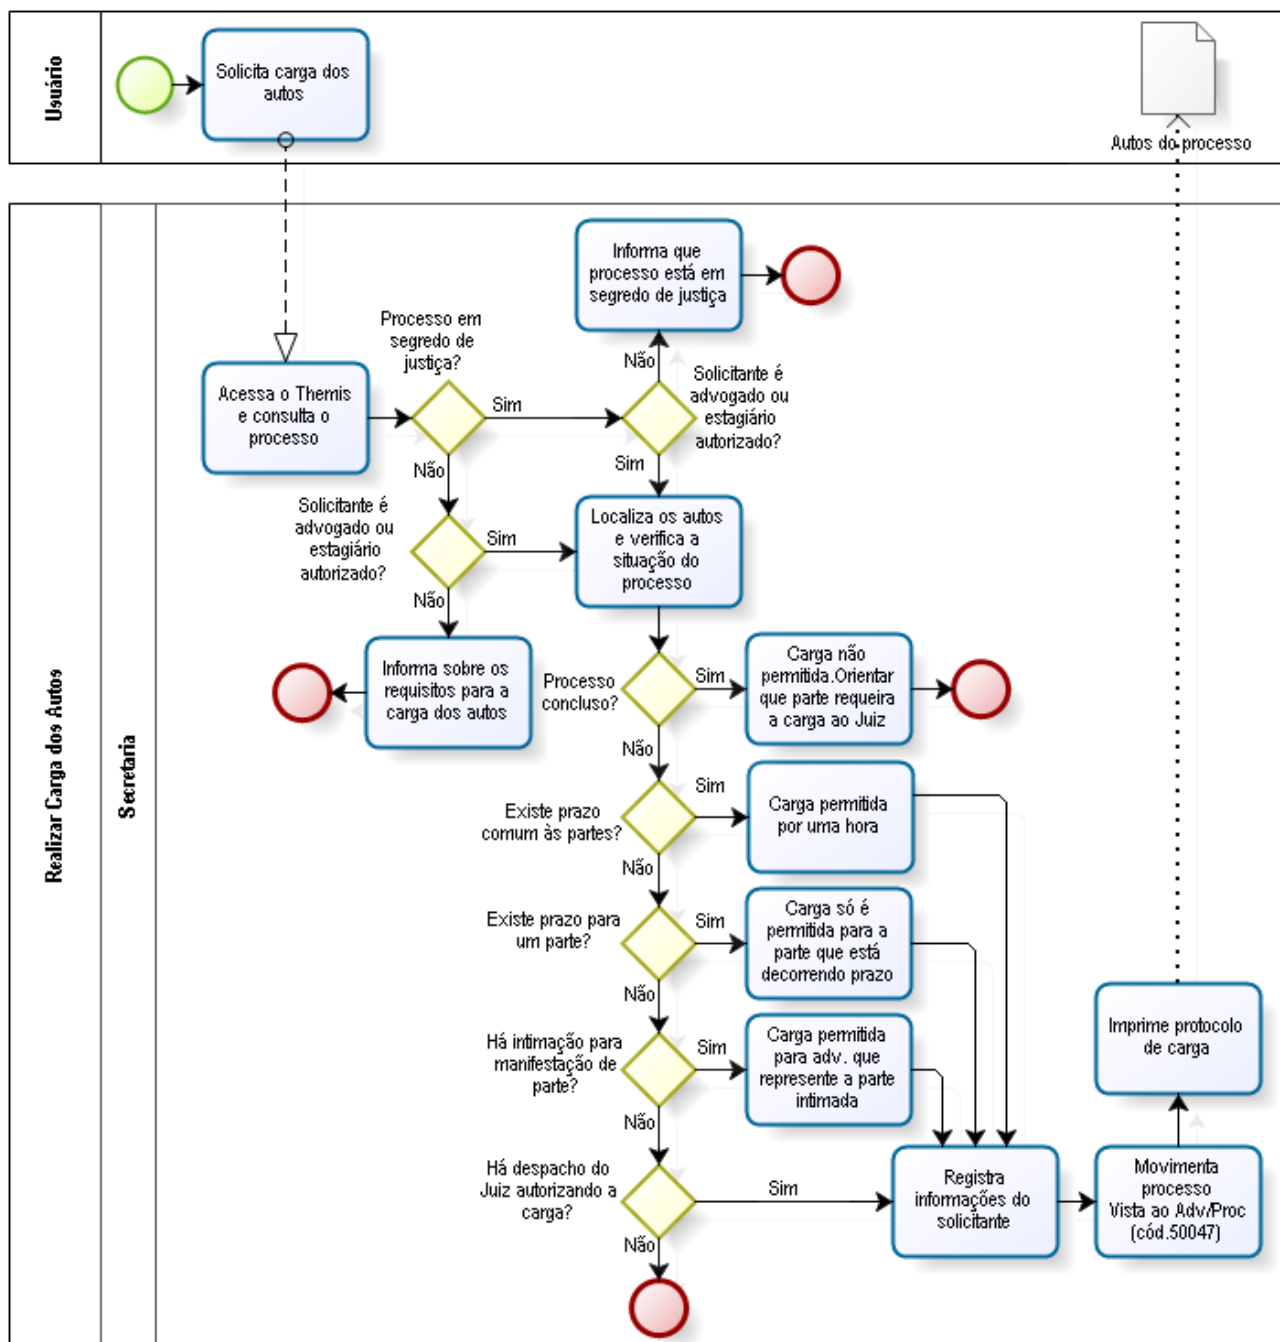 Usuário
Solicita carga dos
autos
Autos do processo
Realizar Carga dos Autos
Secretaria
Informa que
processo está em
segredo de justiça
Processo em
segredo de
justiça?
Não
Solicitante é
advogado ou
estagiário
autorizado?
Acessa o Themis
e consulta o
processo
Sim
Sim
Não
Solicitante é
advogado ou
estagiário
autorizado?
Sim
Localiza os autos
e verifica a
situação do
processo
Não
Informa sobre os
requisitos para a
carga dos autos
Processo
concluso?
Sim
Carga não
permitida.Orientar
que parte requeira
a carga ao Juiz
Não
Existe prazo
comum às partes?
Sim
Carga permitida
por uma hora
Não
Existe prazo para
um parte?
Sim
Carga só é
permitida para a
parte que está
decorrendo prazo
Não
Há intimação para
manifestação de
parte?
Sim
Carga permitida
para adv. que
represente a parte
intimada
Imprime protocolo
de carga
Não
Há despacho do
Juiz autorizando a
carga?
Sim
Registra
informações do
solicitante
Movimenta
processo
Vista ao Adv/Proc
(cód.50047)
Não